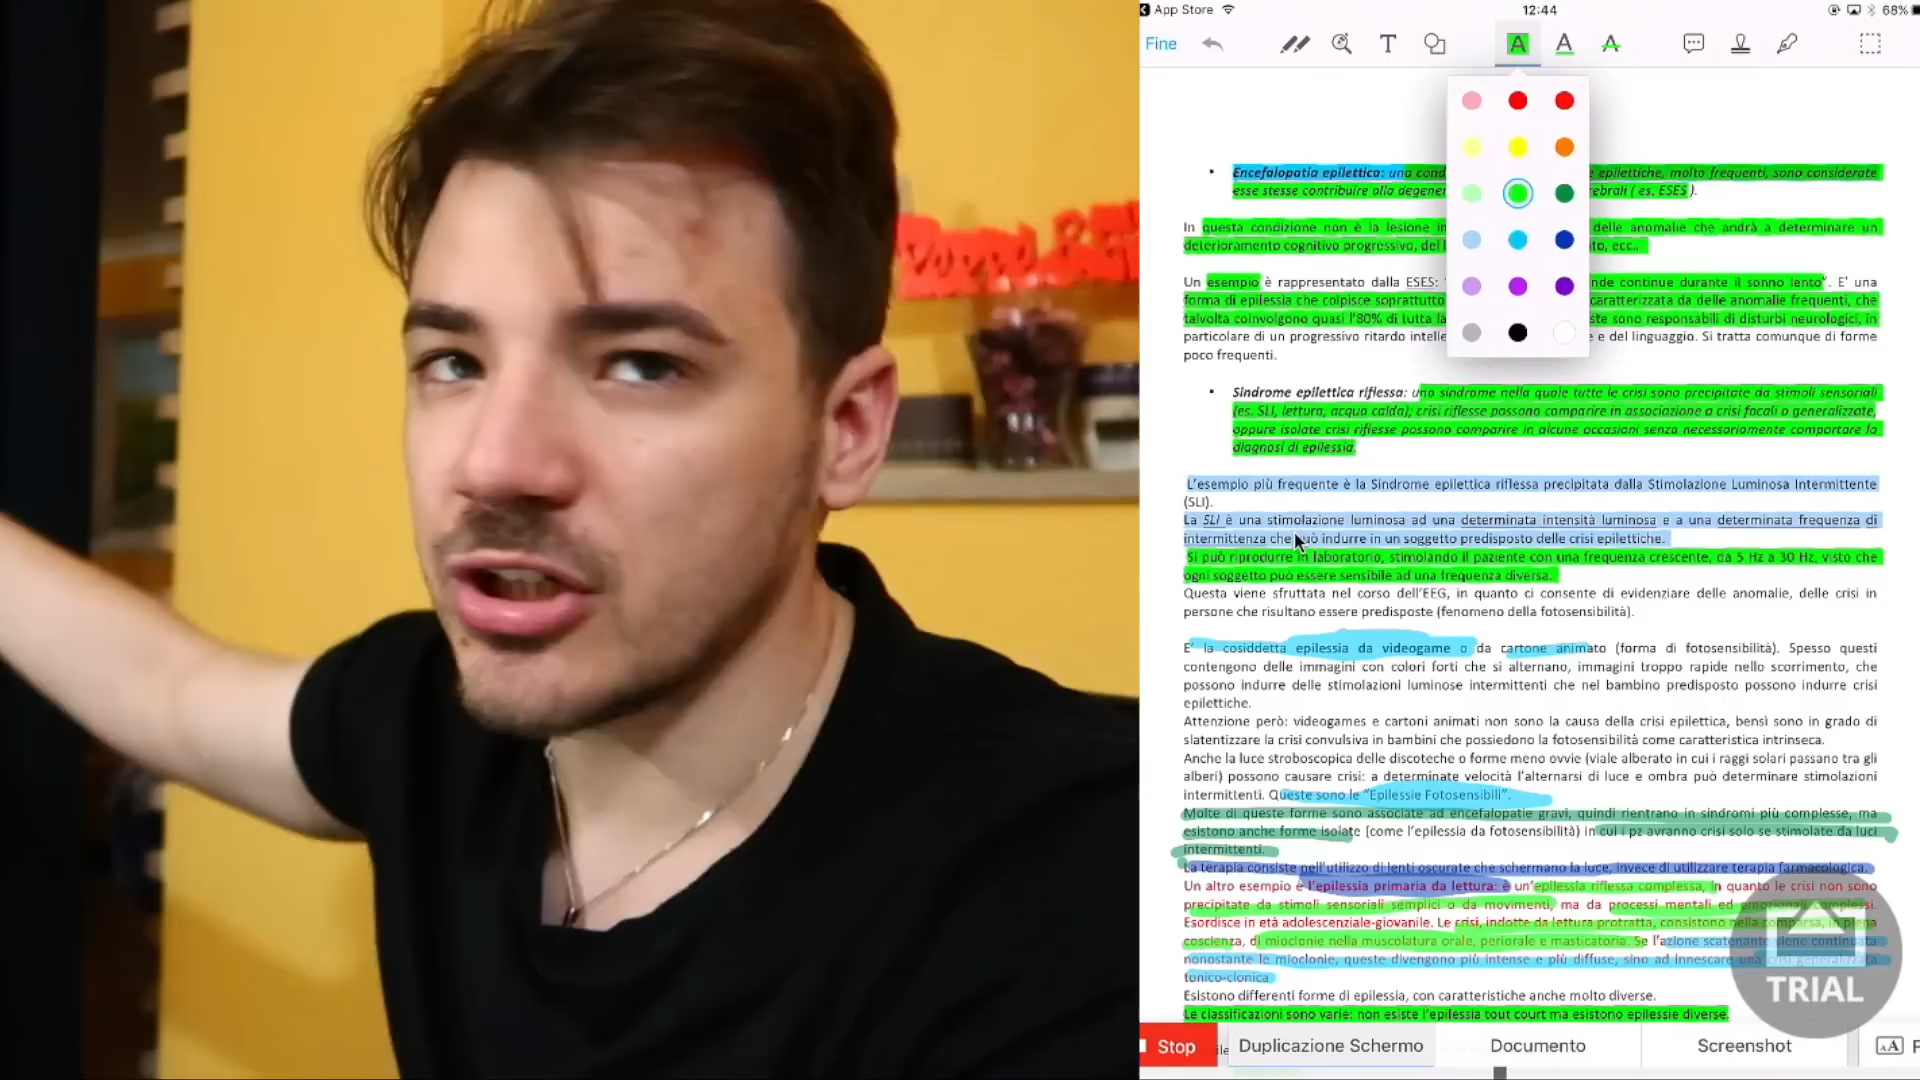 App Store
12:44
68%
Fine
T
A
A
A
• Encefalopatia epilettica: una cond e epilettiche, molto frequenti, sono considerate
esse stesse contribuire alla degener rebrali ( es. ESES ).
In questa condizione non è la lesione in delle anomalie che andrà a determinare un
deterioramento cognitivo progressivo, del to, ecc..
Un esempio è rappresentato dalla ESES: " nde continue durante il sonno lento". E' una
forma di epilessia che colpisce soprattutto caratterizzata da delle anomalie frequenti, che
talvolta coinvolgono quasi l'80% di tutta la ste sono responsabili di disturbi neurologici, in
particolare di un progressivo ritardo intelle e del linguaggio. Si tratta comunque di forme
poco frequenti.
• Sindrome epilettica riflessa: una sindrome nella quale tutte le crisi sono precipitate da stimoli sensoriali
(es. SLI, lettura, acqua calda); crisi riflesse possono comparire in associazione a crisi focali o generalizzate,
oppure isolate crisi riflesse possono comparire in alcune occasioni senza necessariamente comportare la
diagnosi di epilessia.
L'esempio più frequente è la Sindrome epilettica riflessa precipitata dalla Stimolazione Luminosa Intermittente
(SLI).
La SLI è una stimolazione luminosa ad una determinata intensità luminosa e a una determinata frequenza di
intermittenza che può indurre in un soggetto predisposto delle crisi epilettiche.
Si può riprodurre in laboratorio, stimolando il paziente con una frequenza crescente, da 5 Hz a 30 Hz, visto che
ogni soggetto può essere sensibile ad una frequenza diversa.
Questa viene sfruttata nel corso dell'EEG, in quanto ci consente di evidenziare delle anomalie, delle crisi in
persone che risultano essere predisposte (fenomeno della fotosensibilità).
E' la cosiddetta epilessia da videogame o da cartone animato (forma di fotosensibilità). Spesso questi
contengono delle immagini con colori forti che si alternano, immagini troppo rapide nello scorrimento, che
possono indurre delle stimolazioni luminose intermittenti che nel bambino predisposto possono indurre crisi
epilettiche.
Attenzione però: videogames e cartoni animati non sono la causa della crisi epilettica, bensì sono in grado di
slatentizzare la crisi convulsiva in bambini che possiedono la fotosensibilità come caratteristica intrinseca.
Anche la luce stroboscopica delle discoteche o forme meno ovvie (viale alberato in cui i raggi solari passano tra gli
alberi) possono causare crisi: a determinate velocità l'alternarsi di luce e ombra può determinare stimolazioni
intermittenti. Queste sono le "Epilessie Fotosensibili".
Molte di queste forme sono associate ad encefalopatie gravi, quindi rientrano in sindromi più complesse, ma
esistono anche forme isolate [come l'epilessia da fotosensibilità) in cui i pz avranno crisi solo se stimolate da luci
intermittenti.
La terapia consiste nell'utilizzo di lenti oscurate che schermano la luce, invece di utilizzare terapia farmacologica.
Un altro esempio è l'epilessia primaria da lettura: è un'epilessia riflessa complessa, in quanto le crisi non sono
precipitate da stimoli sensoriali semplici o da movimenti, ma da processi mentali ed emozionali complessi.
Esordisce in età adolescenziale-giovanile. Le crisi, indotte da lettura protratta, consistono nella comparsa, in piena
coscienza, di mioclonie nella muscolatura orale, periorale e masticatoria. Se l'azione scatenante viene continuata
nonostante le mioclonie, queste divengono più intense e più diffuse, sino ad innescare una crisi generalizzata
tonico-clonica
Esistono differenti forme di epilessia, con caratteristiche anche molto diverse.
Le classificazioni sono varie: non esiste l'epilessia tout court ma esistono epilessie diverse.
TRIAL
Stop
Duplicazione Schermo
Documento
Screenshot
AA